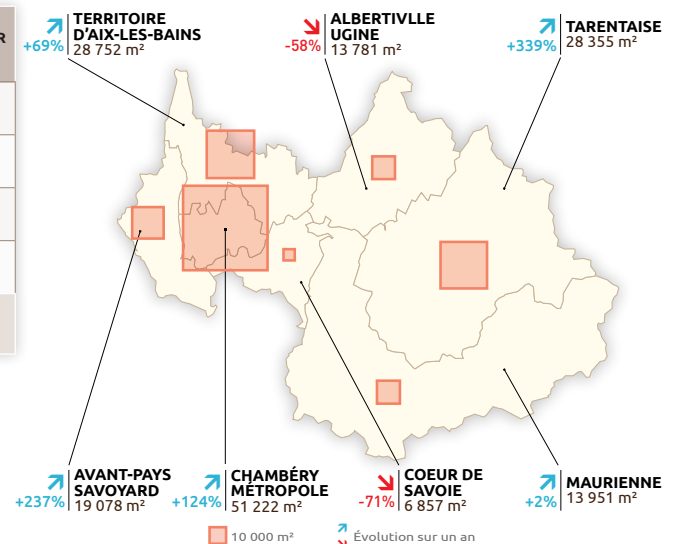 R
TERRITOIRE
D'AIX-LES-BAINS
+69%
28 752 m²
ALBERTIVLLE
UGINE
-58%
13 781 m²
TARENTAISE
+339%
28 355 m²
AVANT-PAYS
SAVOYARD
+237%
19 078 m²
CHAMBÉRY
MÉTROPOLE
+124%
51 222 m²
COEUR DE
SAVOIE
-71%
6 857 m²
MAURIENNE
+2%
13 951 m²
10 000 m²
Évolution sur un an